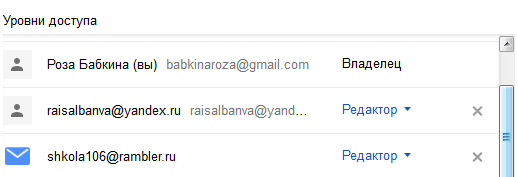 Уровни доступа
Роза Бабкина (вы) babkinaroza@gmail.com Владелец
raisalbanva@yandex.ru raisalbanva@yand... Редактор
shkola106@rambler.ru Редактор